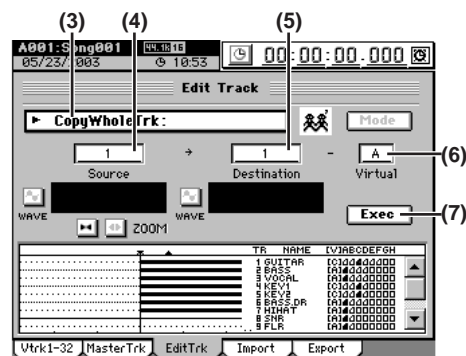 (3) (4) (5)
A001:Song001 44.1k 16
05/23/2003 10:53 00:00:00.000
Edit Track
CopyWholeTrk: Mode
1 → 1 - A (6)
Source Destination Virtual
WAVE WAVE
ZOOM Exec (7)
TR NAME [V]ABCDEFGH
1 GUITAR [C]
2 BASS [A]
3 VOCAL [A]
4 KEY1 [C]
5 KEY2 [C]
6 BASS.DR [A]
7 HIHAT [A]
8 SNR [A]
9 FLR [A]
Vtrk1-32 MasterTrk EditTrk Import Export